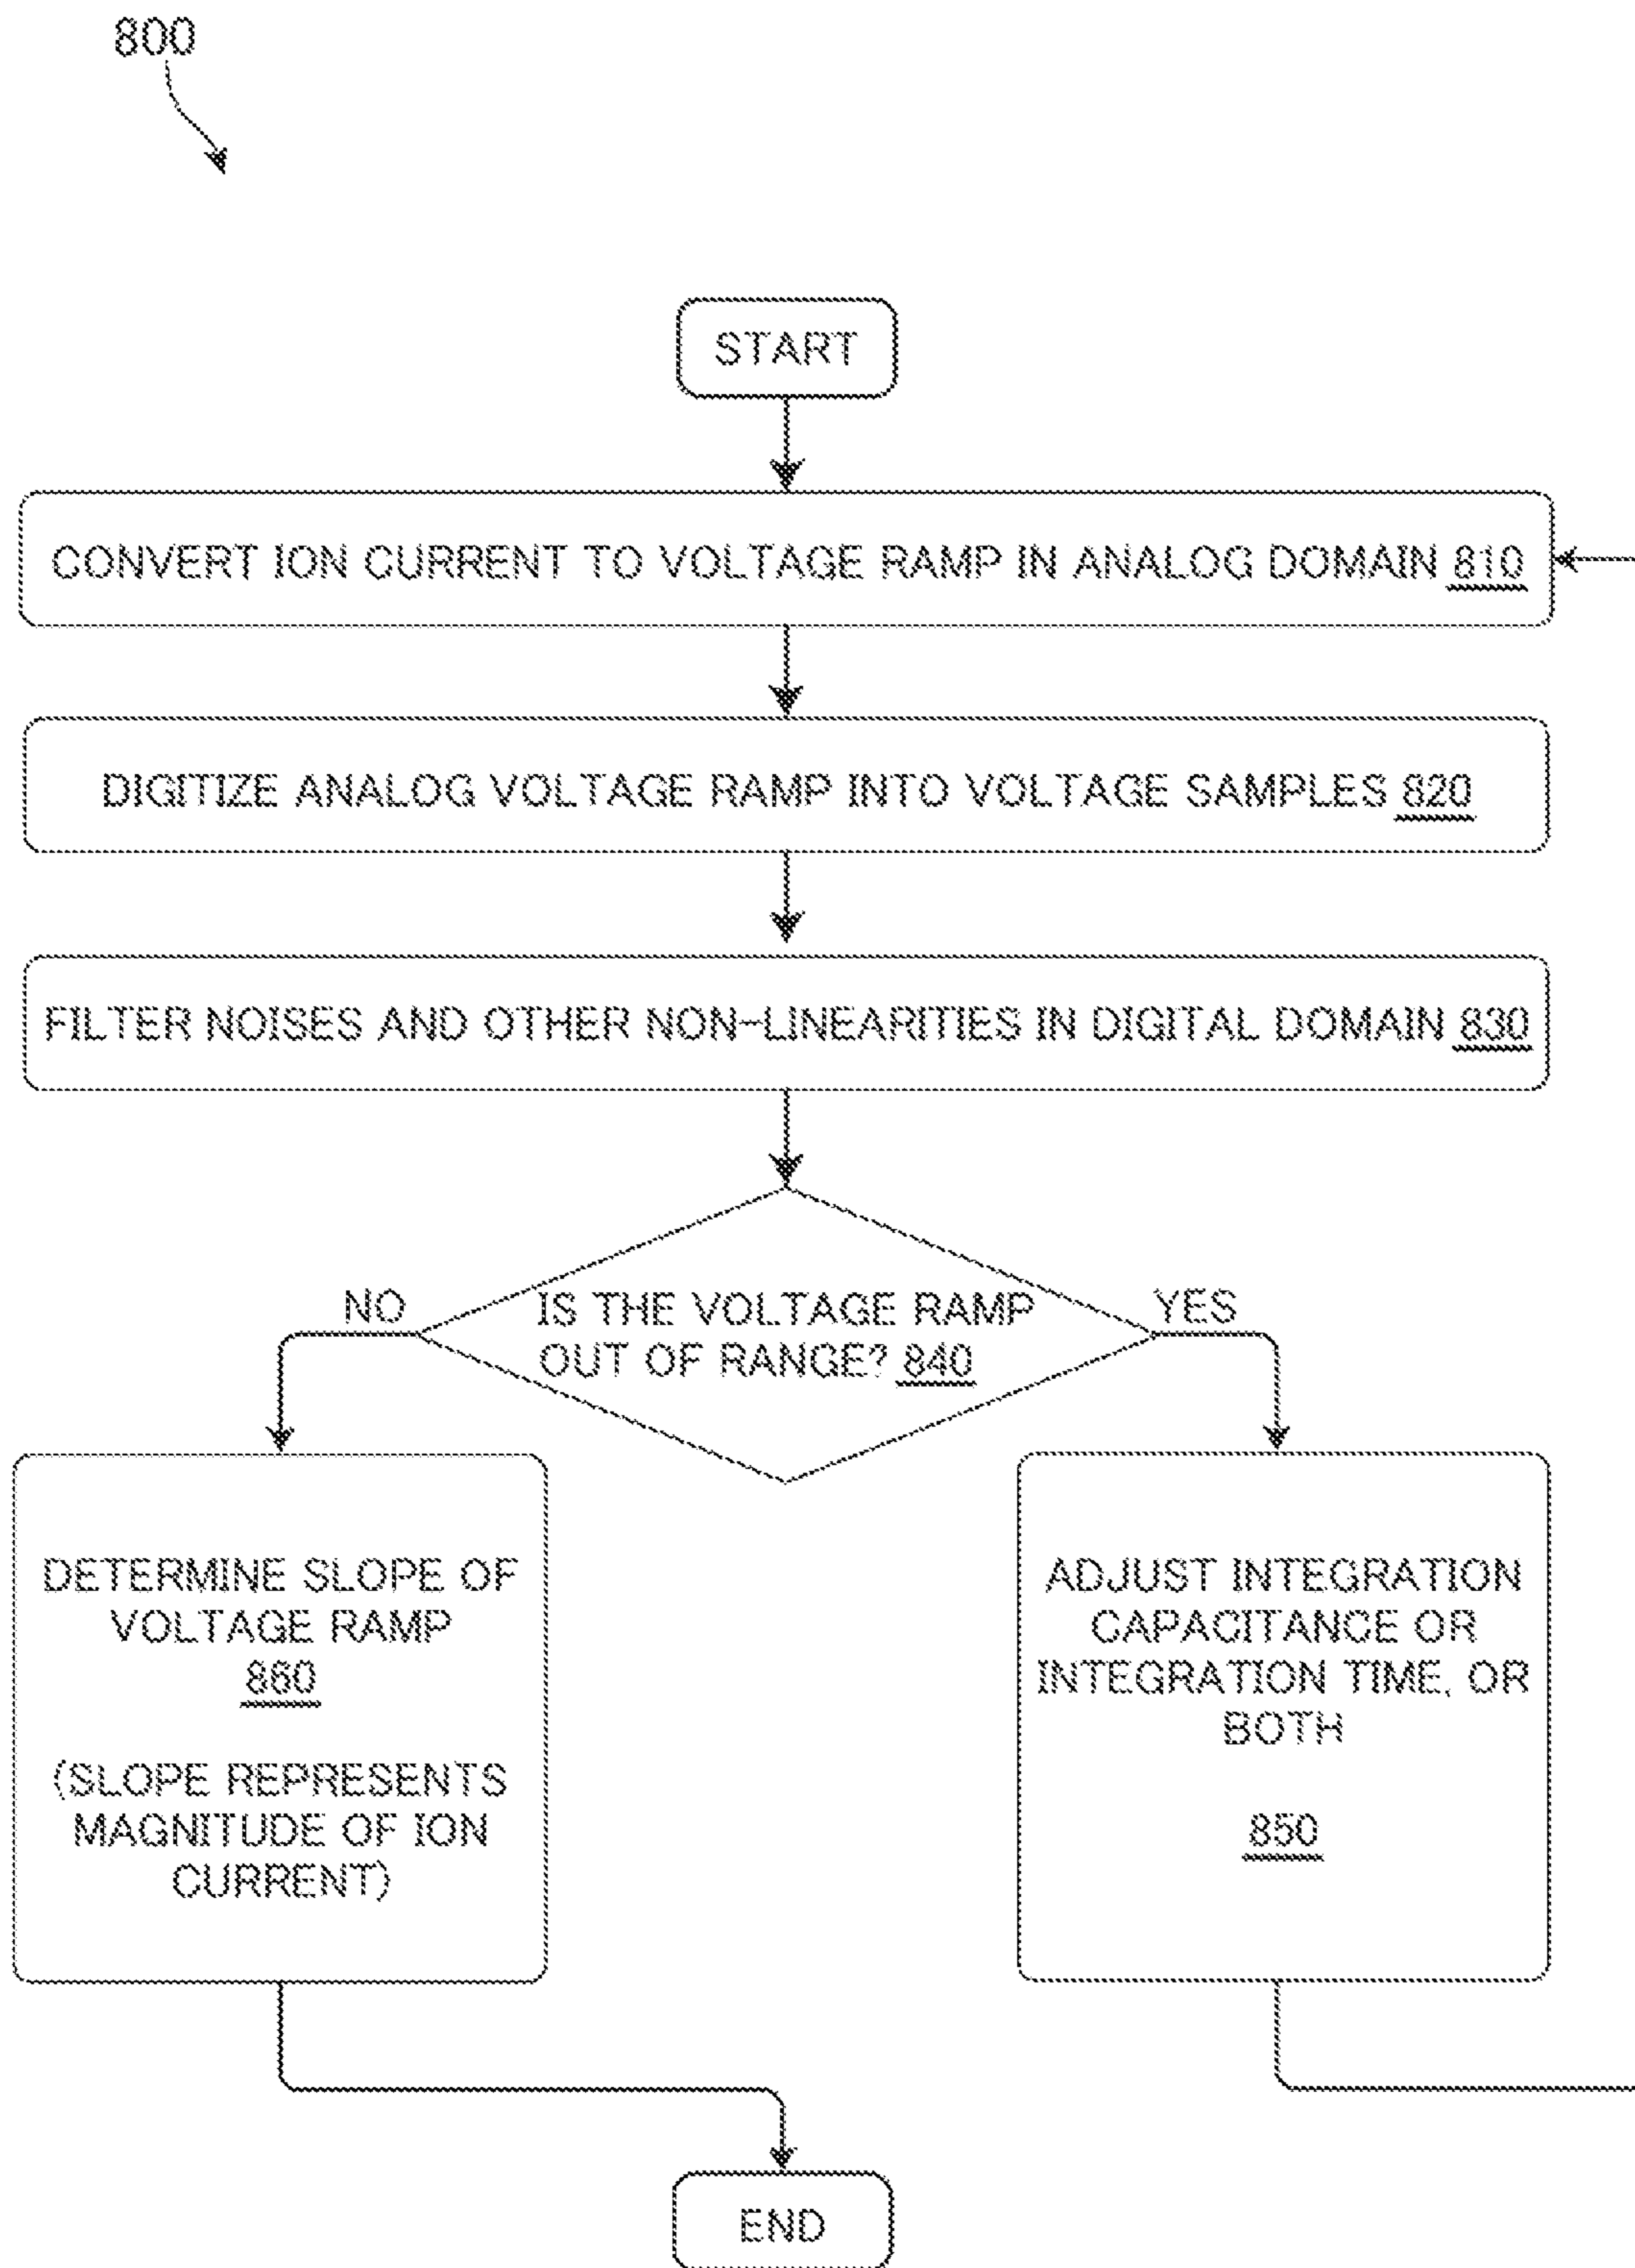 800
START
CONVERT ION CURRENT TO VOLTAGE RAMP IN ANALOG DOMAIN 810
DIGITIZE ANALOG VOLTAGE RAMP INTO VOLTAGE SAMPLES 820
FILTER NOISES AND OTHER NON-LINEARITIES IN DIGITAL DOMAIN 830
NO
IS THE VOLTAGE RAMP
OUT OF RANGE? 840
YES
DETERMINE SLOPE OF
VOLTAGE RAMP
860
(SLOPE REPRESENTS
MAGNITUDE OF ION
CURRENT)
ADJUST INTEGRATION
CAPACITANCE OR
INTEGRATION TIME, OR
BOTH
850
END